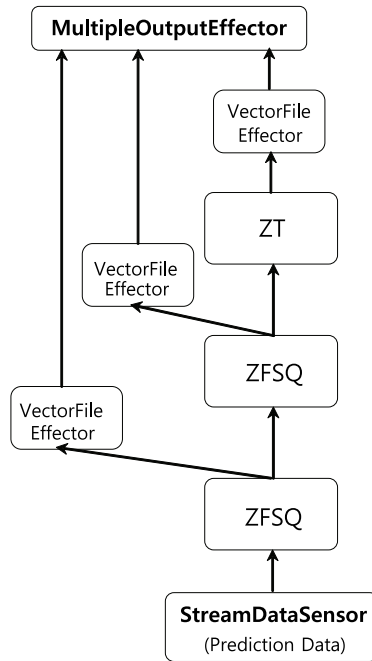 MultipleOutputEffector
VectorFile
Effector
ZT
VectorFile
Effector
ZFSQ
VectorFile
Effector
ZFSQ
StreamDataSensor
(Prediction Data)